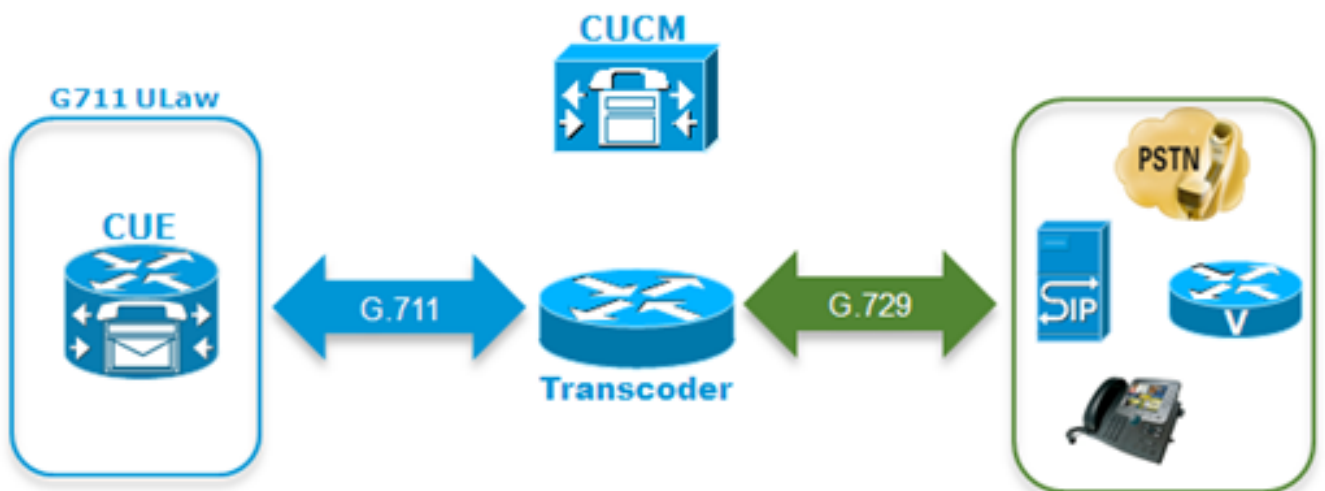 CUCM
G711 ULaw
PSTN
CUE
G.711
G.729
SIP
V
Transcoder